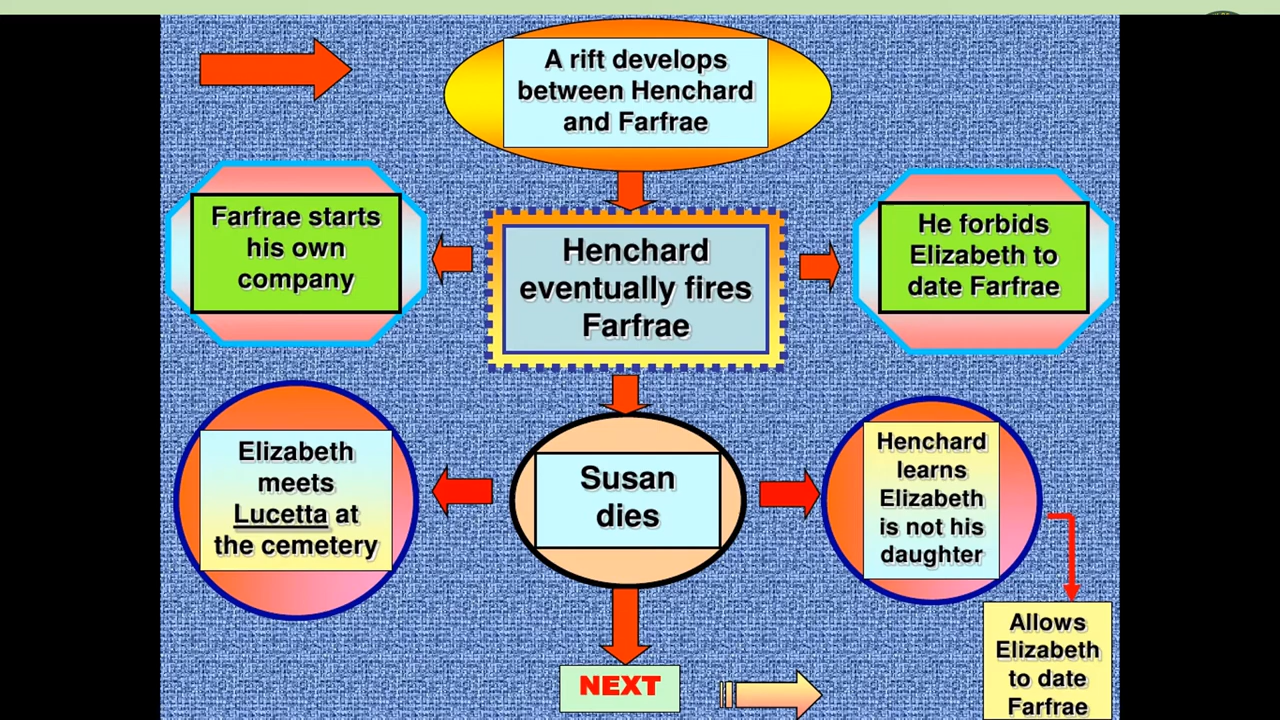 A rift develops
between Henchard
and Farfrae
Farfrae starts
his own
company
Henchard
eventually fires
Farfrae
He forbids
Elizabeth to
date Farfrae
Elizabeth
meets
Lucetta at
the cemetery
Susan
dies
Henchard
learns
Elizabeth
is not his
daughter
Allows
Elizabeth
to date
Farfrae
NEXT